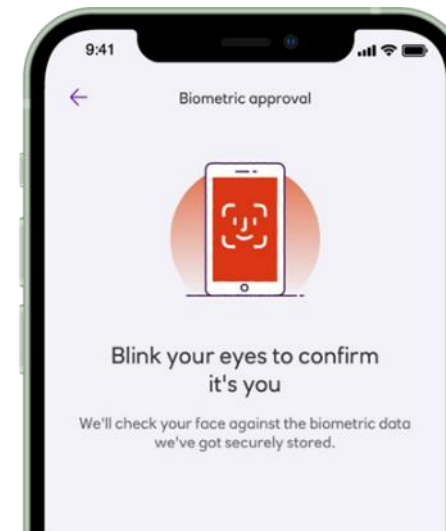 9:41
Biometric approval
Blink your eyes to confirm
it's you
We'll check your face against the biometric data
we've got securely stored.